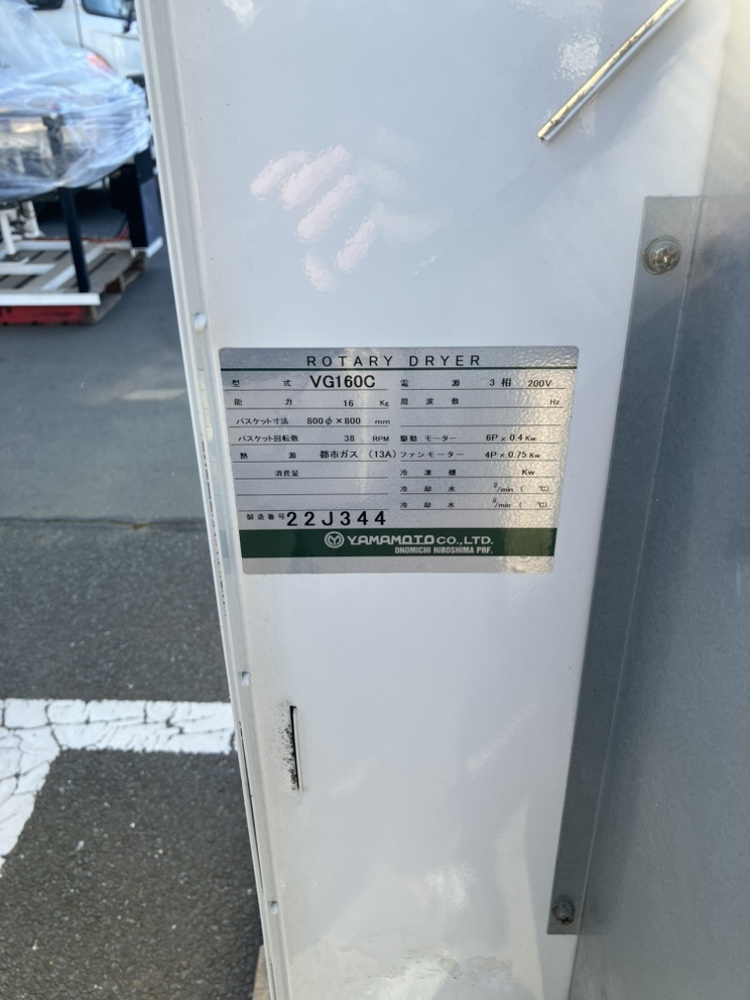 ROTARY DRYER
型式 VG160C 電源 3相 200V
能力 16 Kg 周波数 Hz
バスケット寸法 800φ×800 mm
バスケット回転数 38 RPM 駆動モーター 6P×0.4Kw
熱源 都市ガス (13A) ファンモーター 4P×0.75Kw
消費量 冷凍機 Kw
冷却水 ℓ/min ( ℃)
冷却水 ℓ/min ( ℃)
製造番号 22J344
YAMAMOTO CO.,LTD.
ONOMICHI HIROSHIMA PRF.